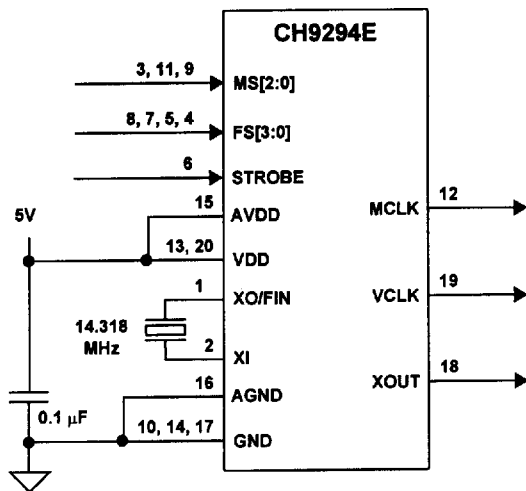 CH9294E
3, 11, 9
MS[2:0]
8, 7, 5, 4
FS[3:0]
6
STROBE
15
AVDD
MCLK
12
5V
13, 20
VDD
1
XO/FIN
VCLK
19
14.318
MHz
2
XI
16
AGND
XOUT
18
0.1 µF
10, 14, 17
GND